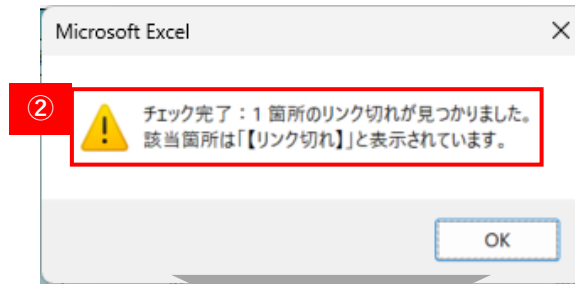 Microsoft Excel
②
チェック完了：1 箇所のリンク切れが見つかりました。
該当箇所は「【リンク切れ】」と表示されています。
OK